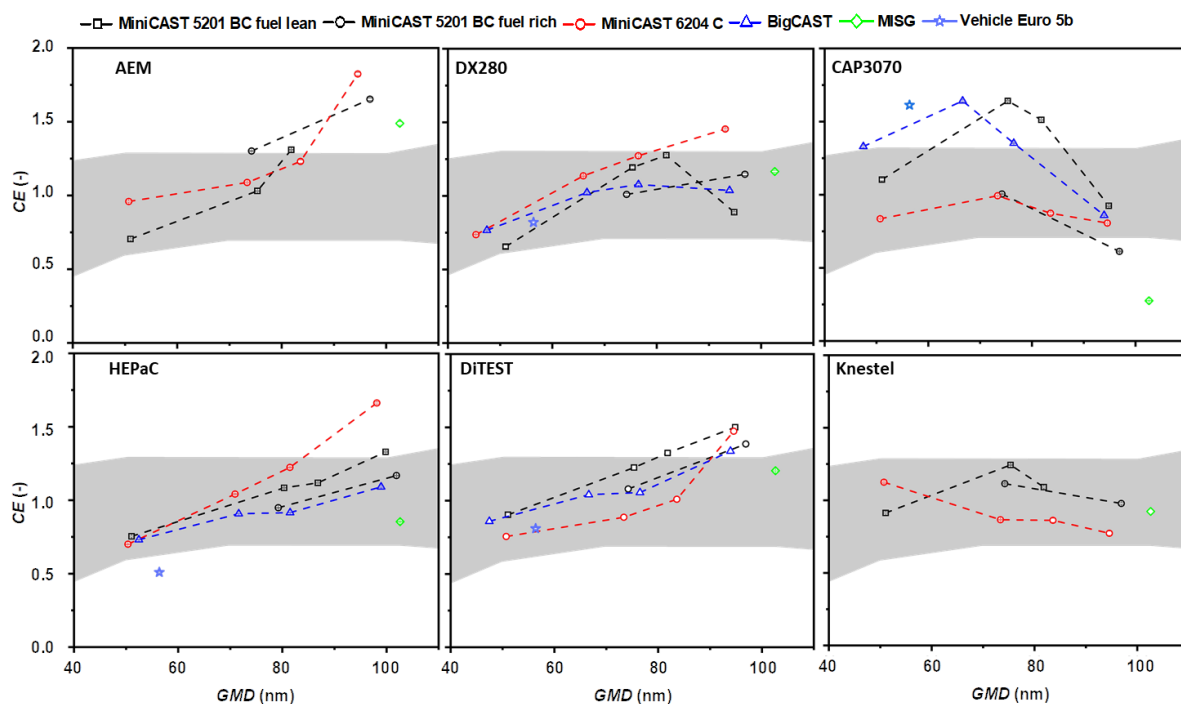 MiniCAST 5201 BC fuel lean MiniCAST 5201 BC fuel rich MiniCAST 6204 C BigCAST MISG Vehicle Euro 5b
AEM DX280 CAP3070
CE (-)
2.0
1.5
1.0
0.5
0.0
HEPaC DiTEST Knestel
CE (-)
2.0
1.5
1.0
0.5
0.0
40 60 80 100 40 60 80 100 40 60 80 100
GMD (nm) GMD (nm) GMD (nm)